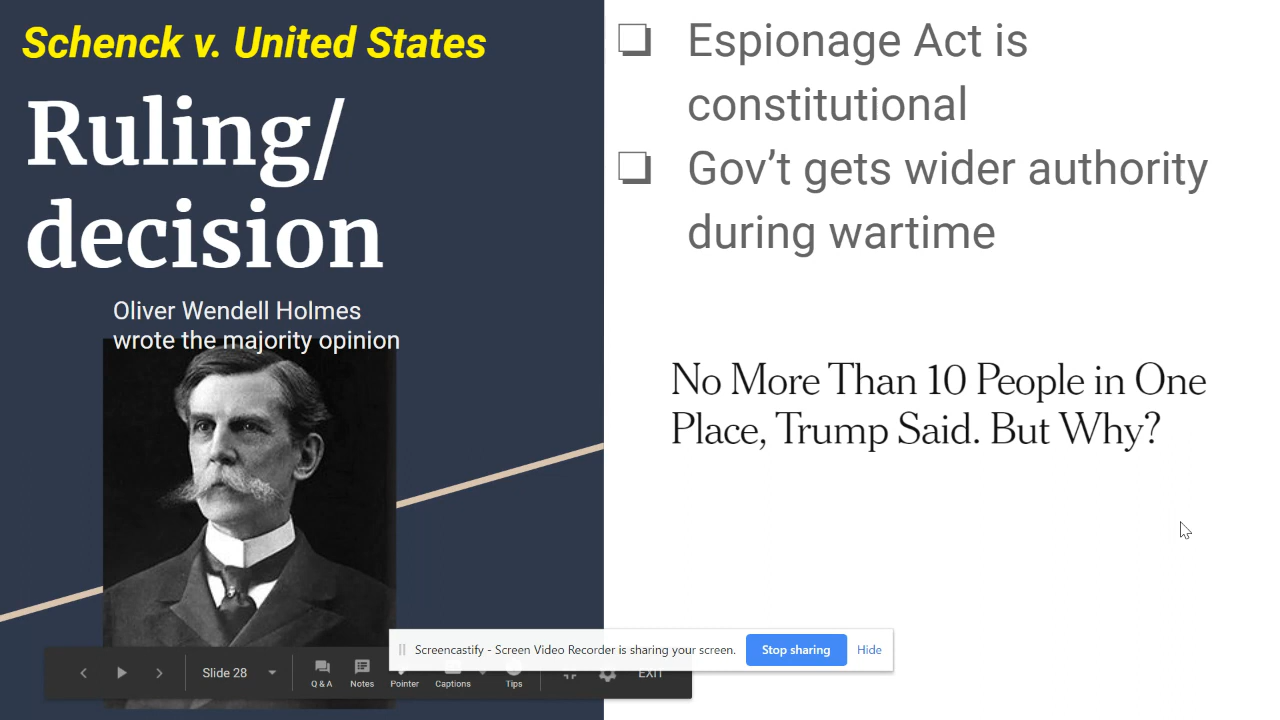 Schenck v. United States
Ruling/
decision
Oliver Wendell Holmes
wrote the majority opinion
Espionage Act is
constitutional
Gov’t gets wider authority
during wartime
No More Than 10 People in One
Place, Trump Said. But Why?
Screencastify - Screen Video Recorder is sharing your screen.
Stop sharing
Hide
Slide 28
Q & A
Notes
Pointer
Captions
Tips
EXIT